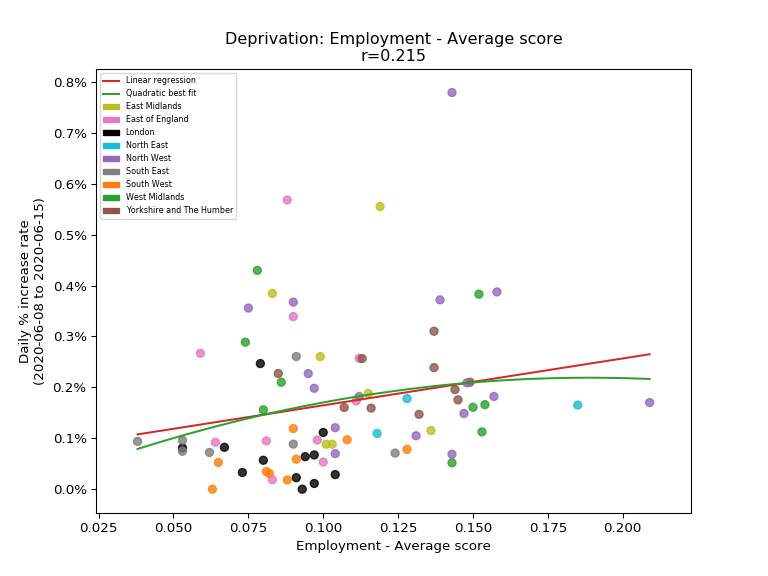 Deprivation: Employment - Average score
r=0.215
0.8%
0.7%
0.6%
0.5%
0.4%
0.3%
0.2%
0.1%
0.0%
Daily % increase rate
(2020-06-08 to 2020-06-15)
Linear regression
Quadratic best fit
East Midlands
East of England
London
North East
North West
South East
South West
West Midlands
Yorkshire and The Humber
0.025
0.050
0.075
0.100
0.125
0.150
0.175
0.200
Employment - Average score